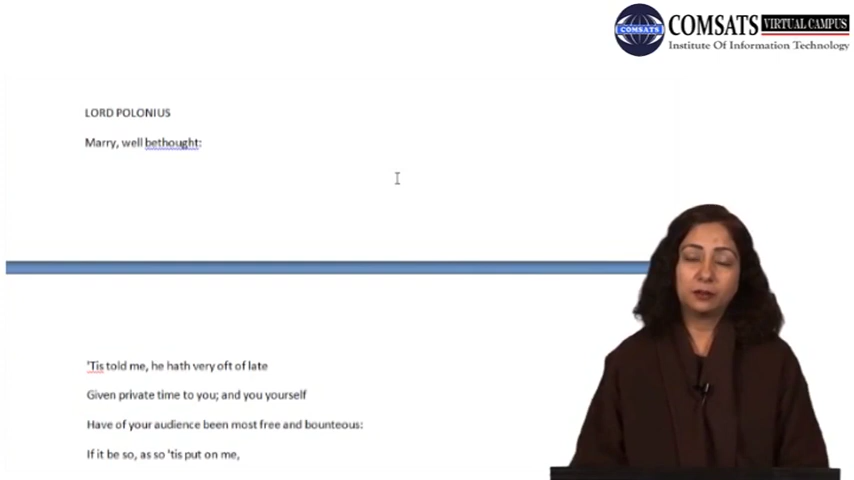 COMSATS VIRTUAL CAMPUS
COMSATS
Institute Of Information Technology
LORD POLONIUS
Marry, well bethought:
'Tis told me, he hath very oft of late
Given private time to you; and you yourself
Have of your audience been most free and bounteous:
If it be so, as so 'tis put on me,